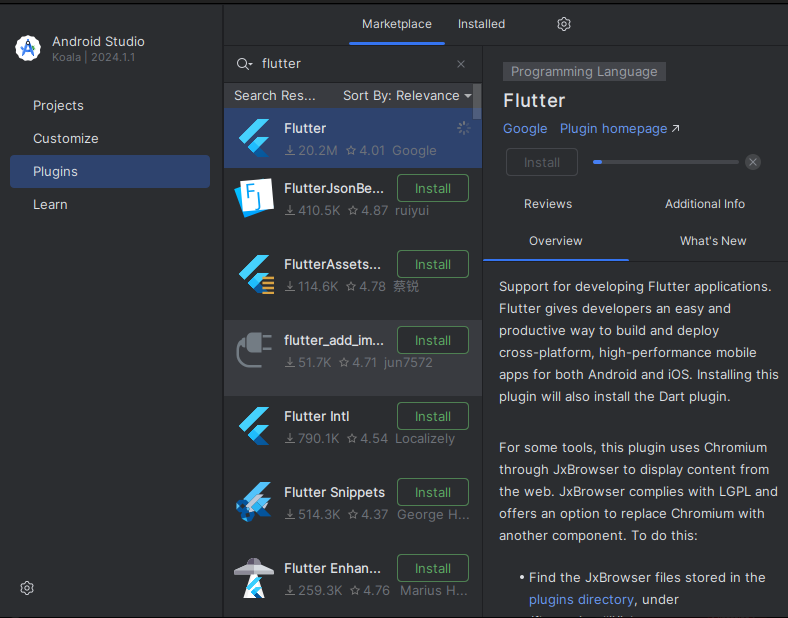 Marketplace Installed
Android Studio
Koala | 2024.1.1
Projects
Customize
Plugins
Learn
flutter
Search Res... Sort By: Relevance
Flutter
20.2M 4.01 Google
FlutterJsonBe... Install
410.5K 4.87 ruiyui
FlutterAssets... Install
114.6K 4.78 蔡锐
flutter_add_im... Install
51.7K 4.71 jun7572
Flutter Intl Install
790.1K 4.54 Localizely
Flutter Snippets Install
514.3K 4.37 George H...
Flutter Enhan... Install
259.3K 4.76 Marius H...
Programming Language
Flutter
Google Plugin homepage
Install
Reviews Additional Info
Overview What's New
Support for developing Flutter applications.
Flutter gives developers an easy and
productive way to build and deploy
cross-platform, high-performance mobile
apps for both Android and iOS. Installing this
plugin will also install the Dart plugin.
For some tools, this plugin uses Chromium
through JxBrowser to display content from
the web. JxBrowser complies with LGPL and
offers an option to replace Chromium with
another component. To do this:
• Find the JxBrowser files stored in the
plugins directory, under